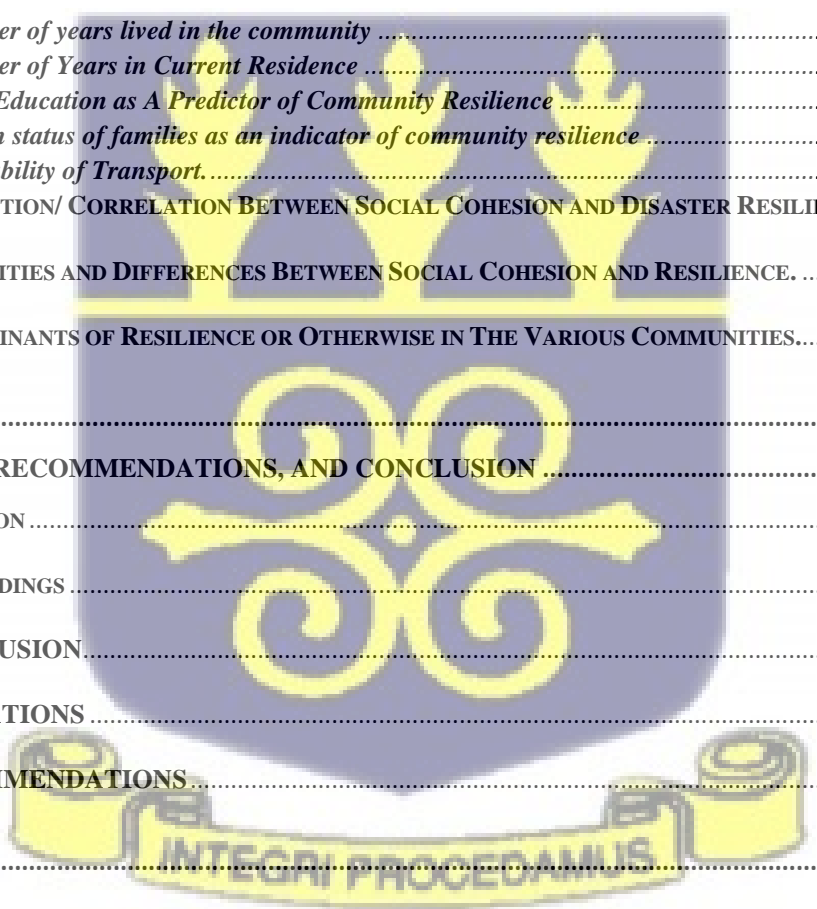 er of years lived in the community ................................................
er of Years in Current Residence ................................................
Education as A Predictor of Community Resilience ................................
n status of families as an indicator of community resilience ....................
bility of Transport. ................................................
TION/ CORRELATION BETWEEN SOCIAL COHESION AND DISASTER RESILI
ITIES AND DIFFERENCES BETWEEN SOCIAL COHESION AND RESILIENCE. ...
INANTS OF RESILIENCE OR OTHERWISE IN THE VARIOUS COMMUNITIES....
................................................
RECOMMENDATIONS, AND CONCLUSION ................................
ON ................................................
DINGS ................................................
USION ................................................
ATIONS ................................................
MMENDATIONS ................................................
INTEGRI PROCEDAMUS
................................................